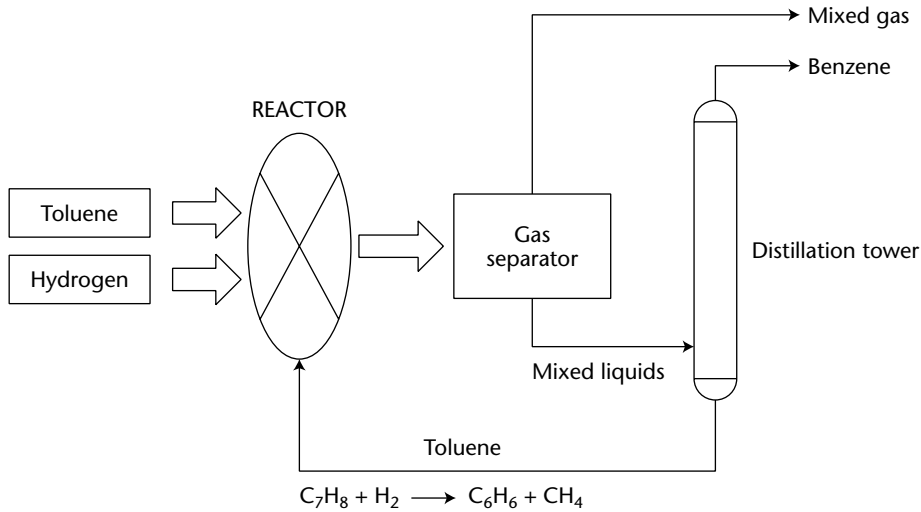 Mixed gas
Benzene
REACTOR
Toluene
Hydrogen
Gas
separator
Distillation tower
Mixed liquids
Toluene
C₇H₈ + H₂ ⟶ C₆H₆ + CH₄